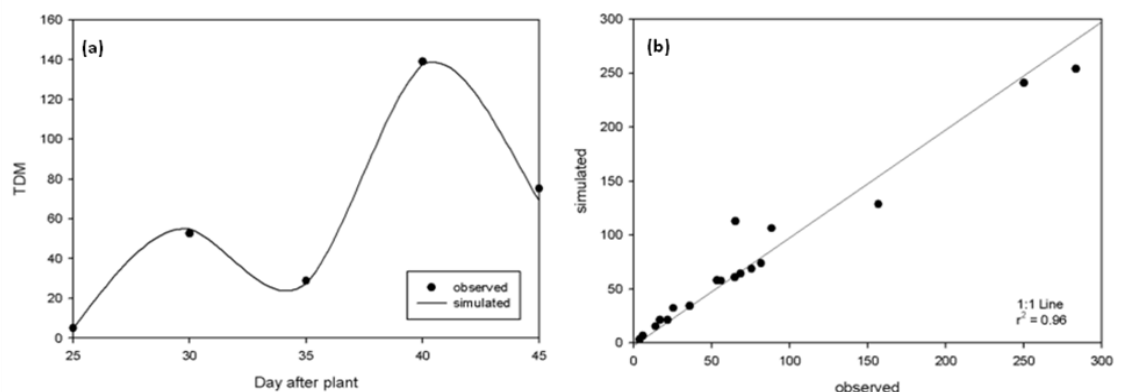 (a)
160
140
120
100
80
60
40
20
0
TDM
25 30 35 40 45
Day after plant
observed
simulated
(b)
300
250
200
150
100
50
0
simulated
1:1 Line
r² = 0.96
0 50 100 150 200 250 300
observed